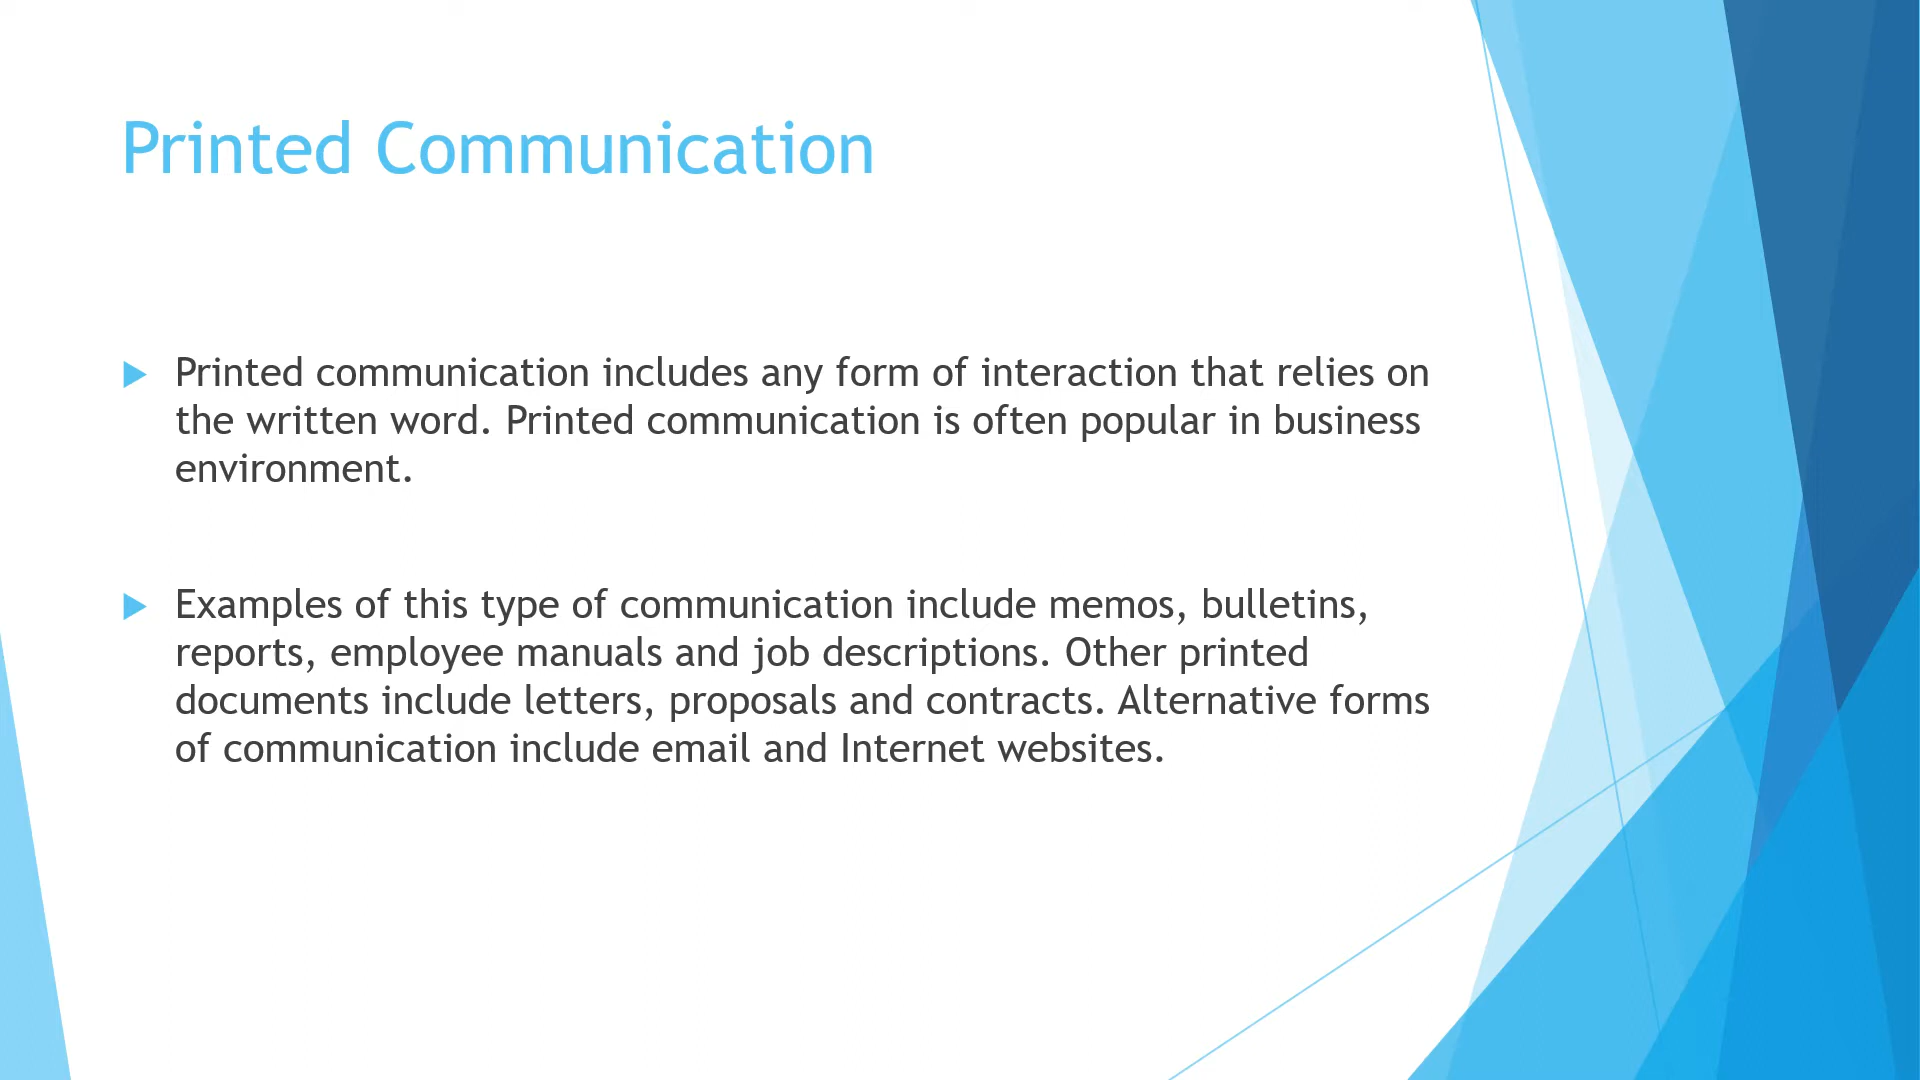 Printed Communication
Printed communication includes any form of interaction that relies on
the written word. Printed communication is often popular in business
environment.
Examples of this type of communication include memos, bulletins,
reports, employee manuals and job descriptions. Other printed
documents include letters, proposals and contracts. Alternative forms
of communication include email and Internet websites.